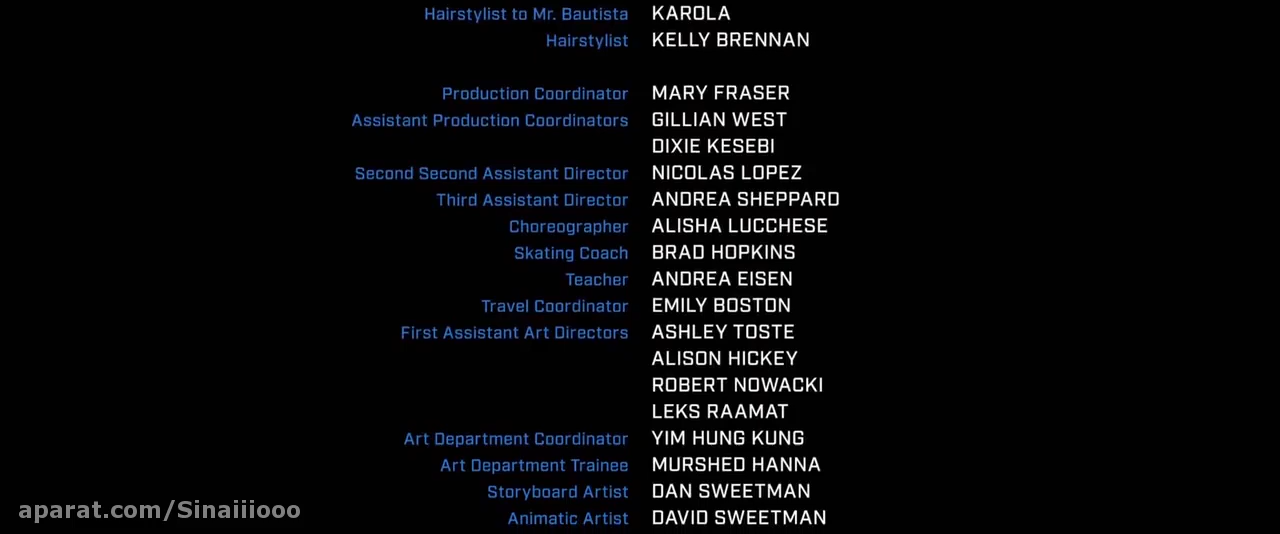 Hairstylist to Mr. Bautista KAROLA
Hairstylist KELLY BRENNAN
Production Coordinator MARY FRASER
Assistant Production Coordinators GILLIAN WEST
DIXIE KESEBI
Second Second Assistant Director NICOLAS LOPEZ
Third Assistant Director ANDREA SHEPPARD
Choreographer ALISHA LUCCHESE
Skating Coach BRAD HOPKINS
Teacher ANDREA EISEN
Travel Coordinator EMILY BOSTON
First Assistant Art Directors ASHLEY TOSTE
ALISON HICKEY
ROBERT NOWACKI
LEKS RAAMAT
Art Department Coordinator YIM HUNG KUNG
Art Department Trainee MURSHED HANNA
Storyboard Artist DAN SWEETMAN
Animatic Artist DAVID SWEETMAN
aparat.com/Sinaiiiooo